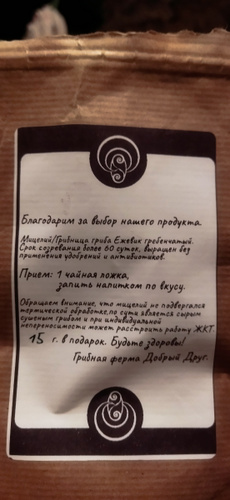 Благодарим за выбор нашего продукта.
Мицелий/Грибница гриба Ежевик гребенчатый.
Срок созревания более 60 суток, выращен без
применения удобрений и антибиотиков.
Прием: 1 чайная ложка,
запить напитком по вкусу.
Обращаем внимание, что мицелий не подвергался
термической обработке, по сути является сырым
сушеным грибом и при индивидуальной
непереносимости может расстроить работу ЖКТ.
15 г. в подарок. Будьте здоровы!
Грибная ферма Добрый Друг.